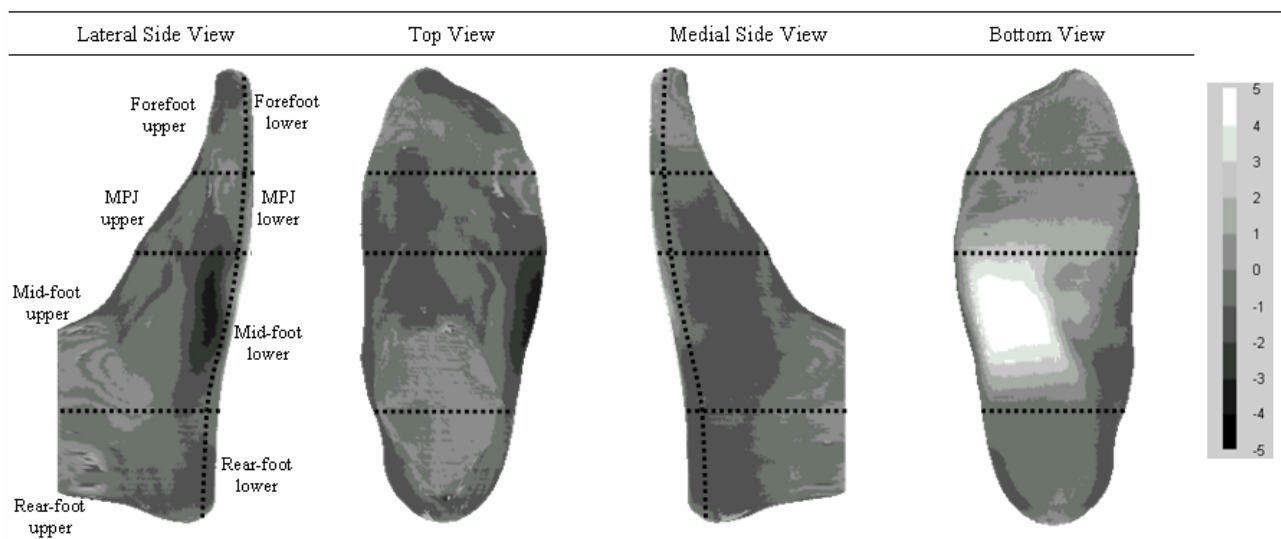 Lateral Side View
Top View
Medial Side View
Bottom View
Forefoot
upper
Forefoot
lower
MPJ
upper
MPJ
lower
Mid-foot
upper
Mid-foot
lower
Rear-foot
lower
Rear-foot
upper
5
4
3
2
1
0
-1
-2
-3
-4
-5